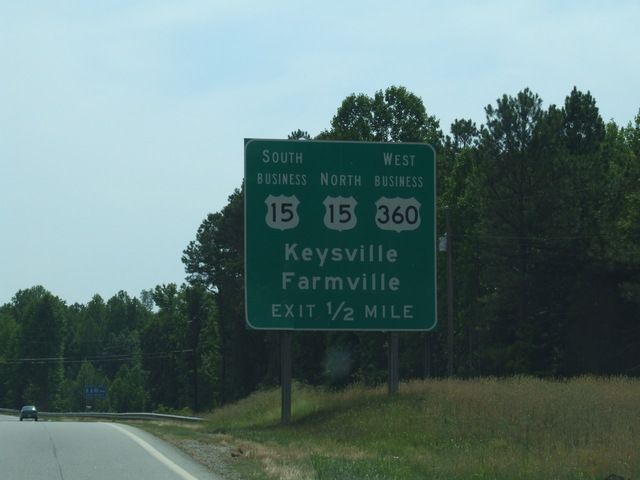 SOUTH WEST
BUSINESS NORTH BUSINESS
15 15 360
Keysville
Farmville
EXIT 1/2 MILE